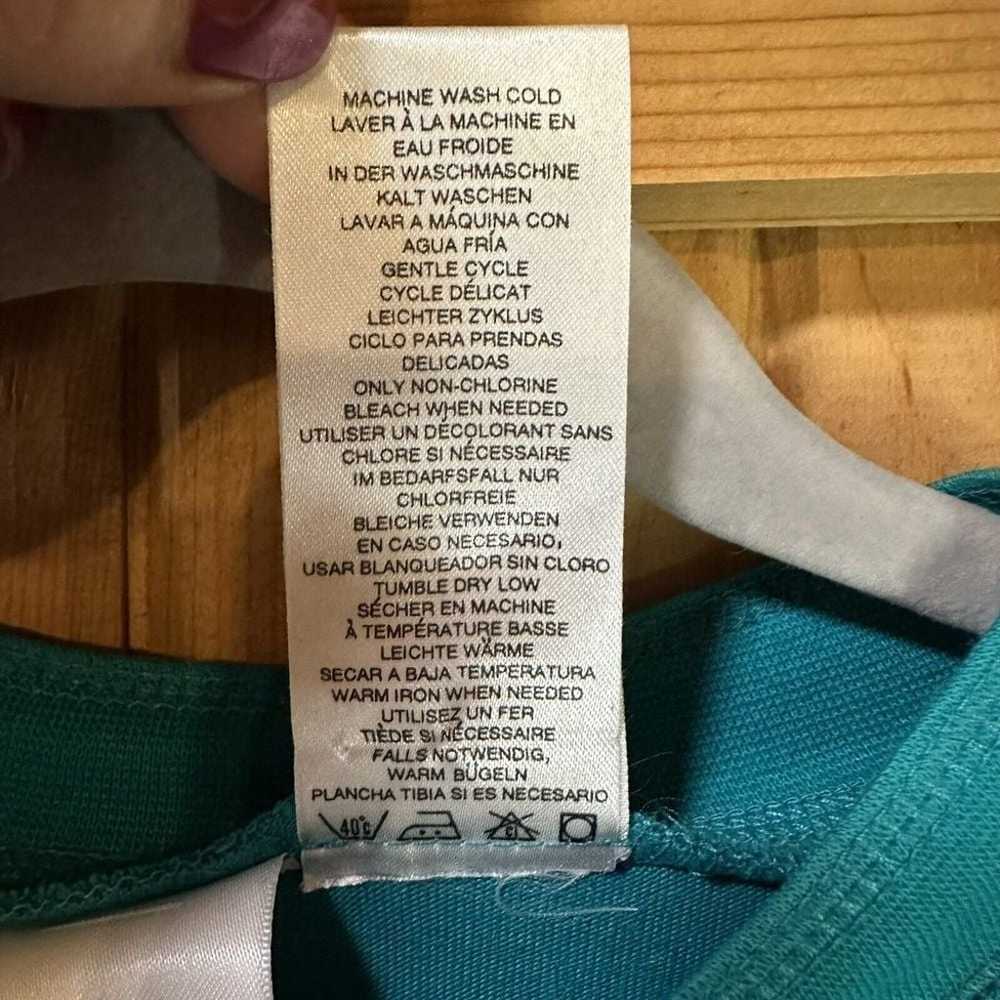 MACHINE WASH COLD
LAVER À LA MACHINE EN
EAU FROIDE
IN DER WASCHMASCHINE
KALT WASCHEN
LAVAR A MÁQUINA CON
AGUA FRÍA
GENTLE CYCLE
CYCLE DÉLICAT
LEICHTER ZYKLUS
CICLO PARA PRENDAS
DELICADAS
ONLY NON-CHLORINE
BLEACH WHEN NEEDED
UTILISER UN DÉCOLORANT SANS
CHLORE SI NÉCESSAIRE
IM BEDARFSFALL NUR
CHLORFREIE
BLEICHE VERWENDEN
EN CASO NECESARIO,
USAR BLANQUEADOR SIN CLORO
TUMBLE DRY LOW
SÉCHER EN MACHINE
À TEMPÉRATURE BASSE
LEICHTE WÄRME
SECAR A BAJA TEMPERATURA
WARM IRON WHEN NEEDED
UTILISEZ UN FER
TIÈDE SI NÉCESSAIRE
FALLS NOTWENDIG,
WARM BÜGELN
PLANCHA TIBIA SI ES NECESARIO
40°C Cl